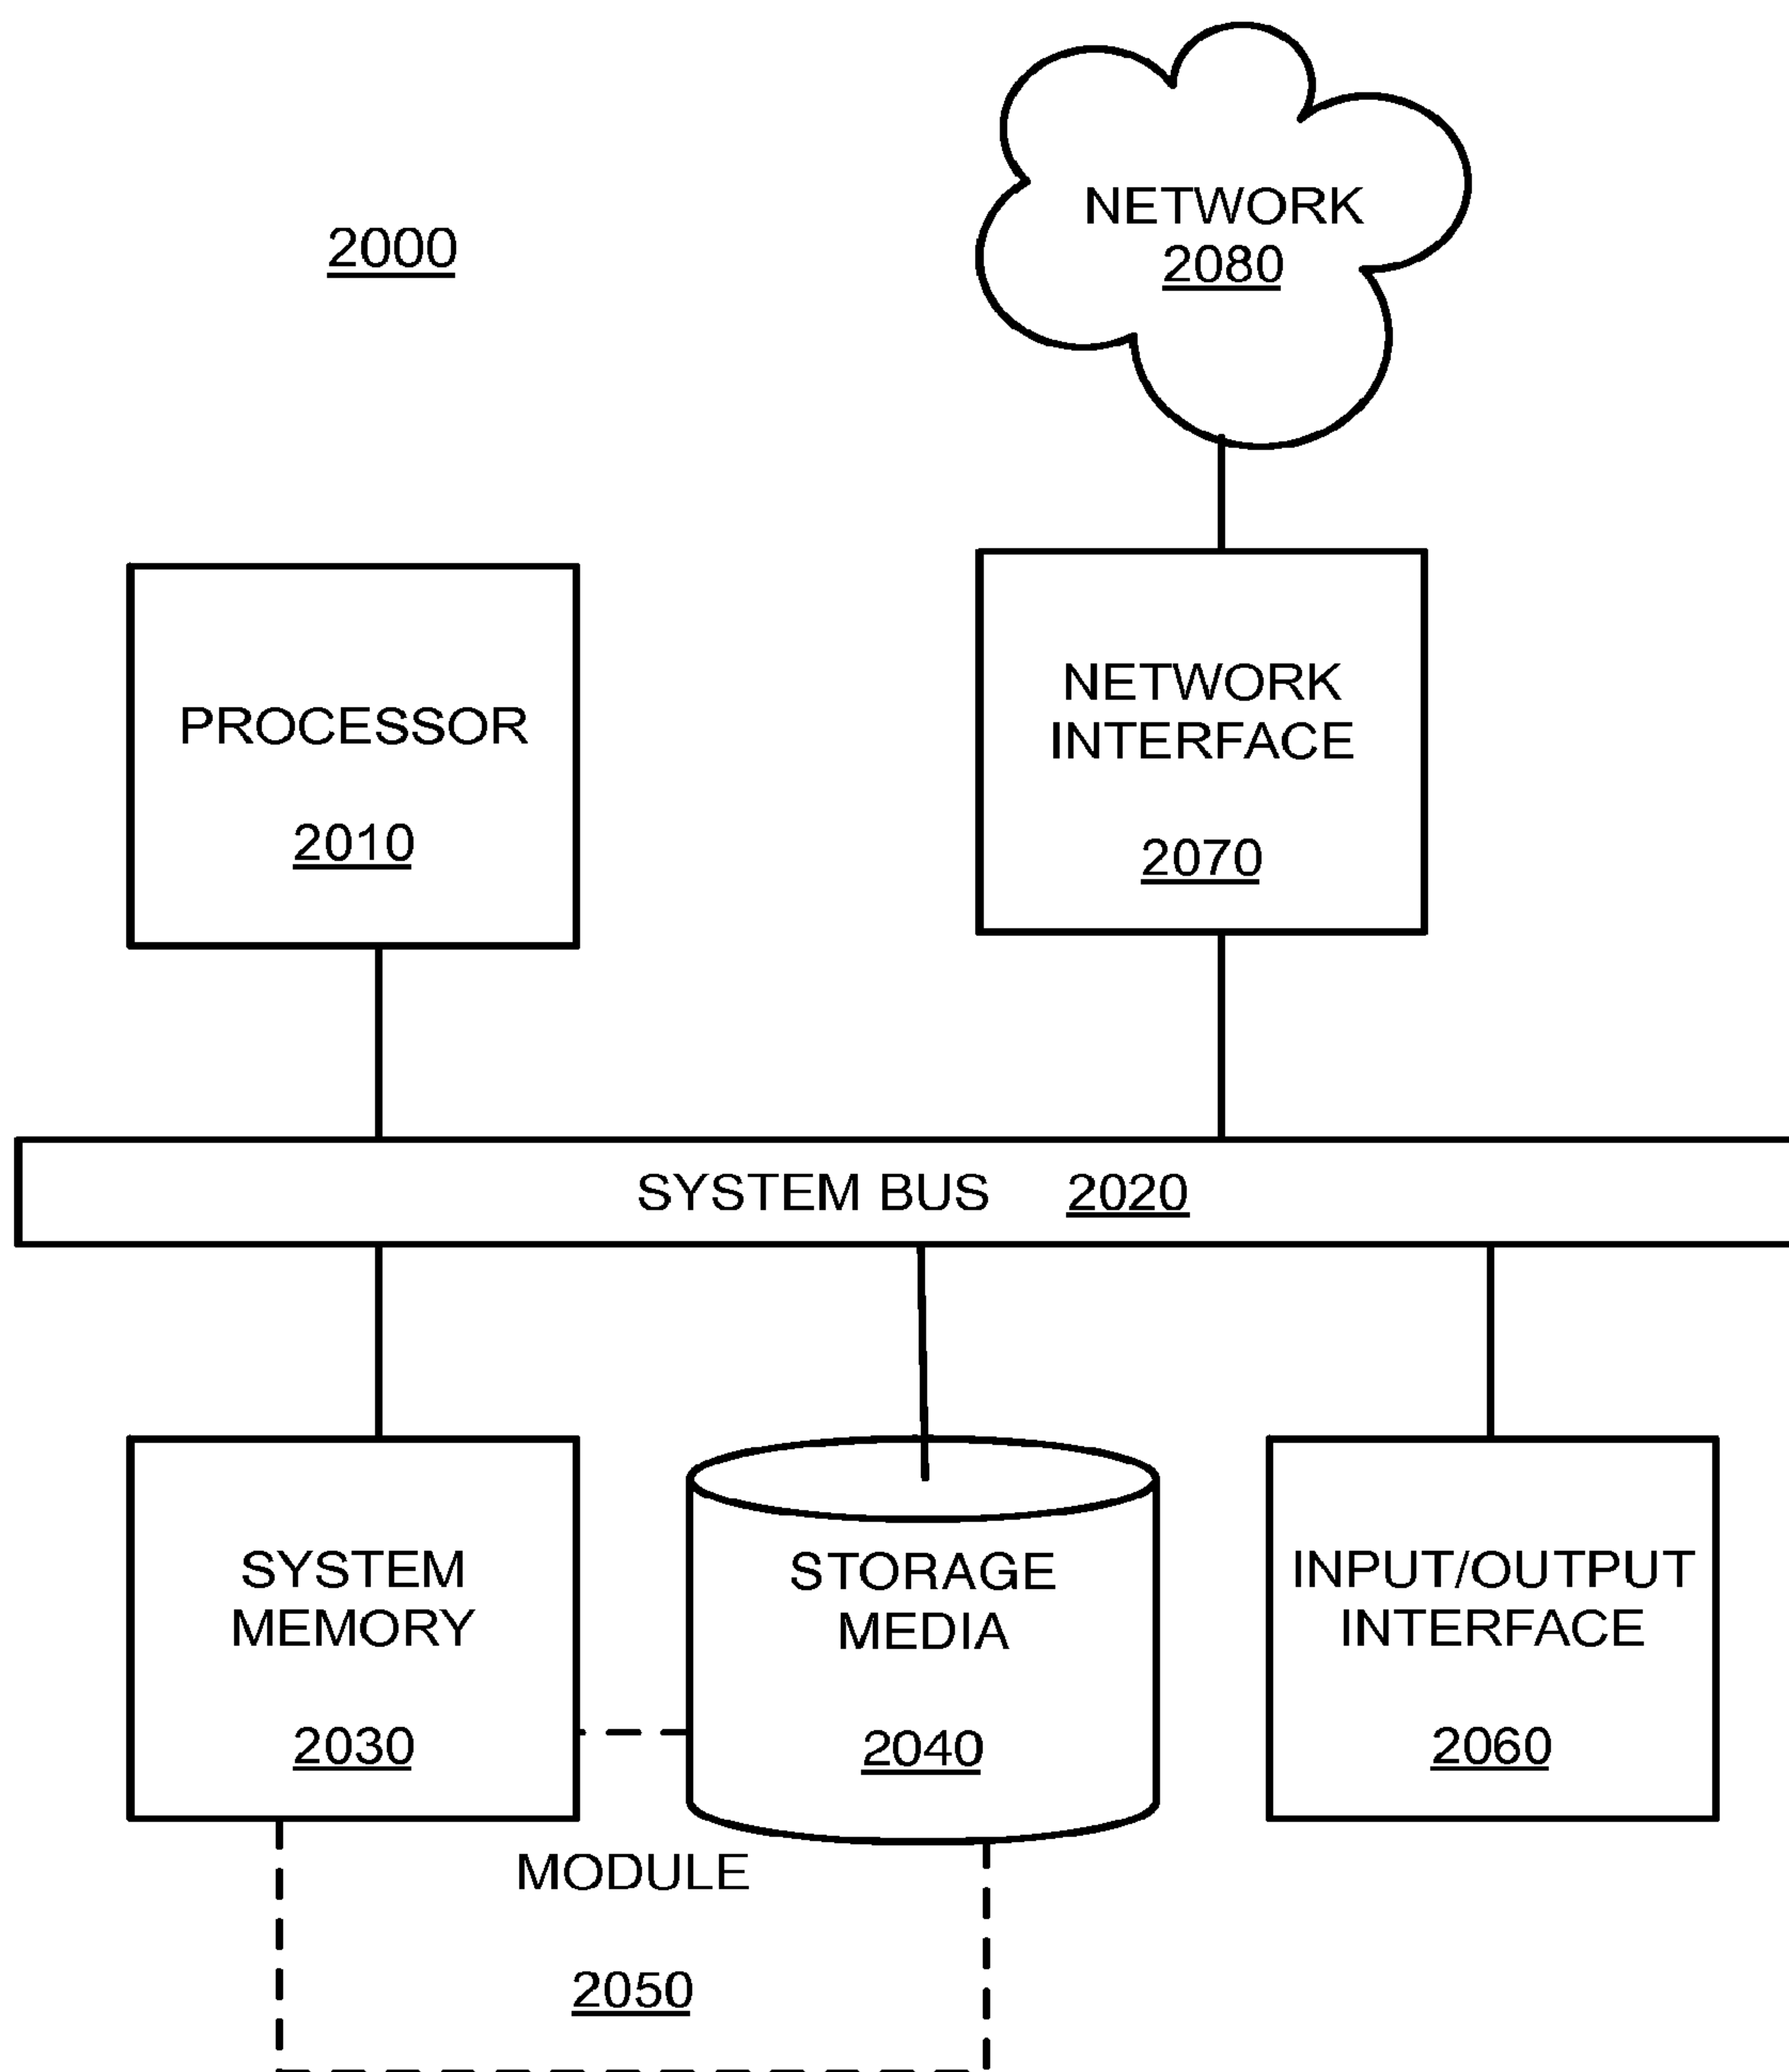 NETWORK
2080
2000
PROCESSOR
2010
NETWORK
INTERFACE
2070
SYSTEM BUS 2020
SYSTEM
MEMORY
2030
STORAGE
MEDIA
2040
INPUT/OUTPUT
INTERFACE
2060
MODULE
2050